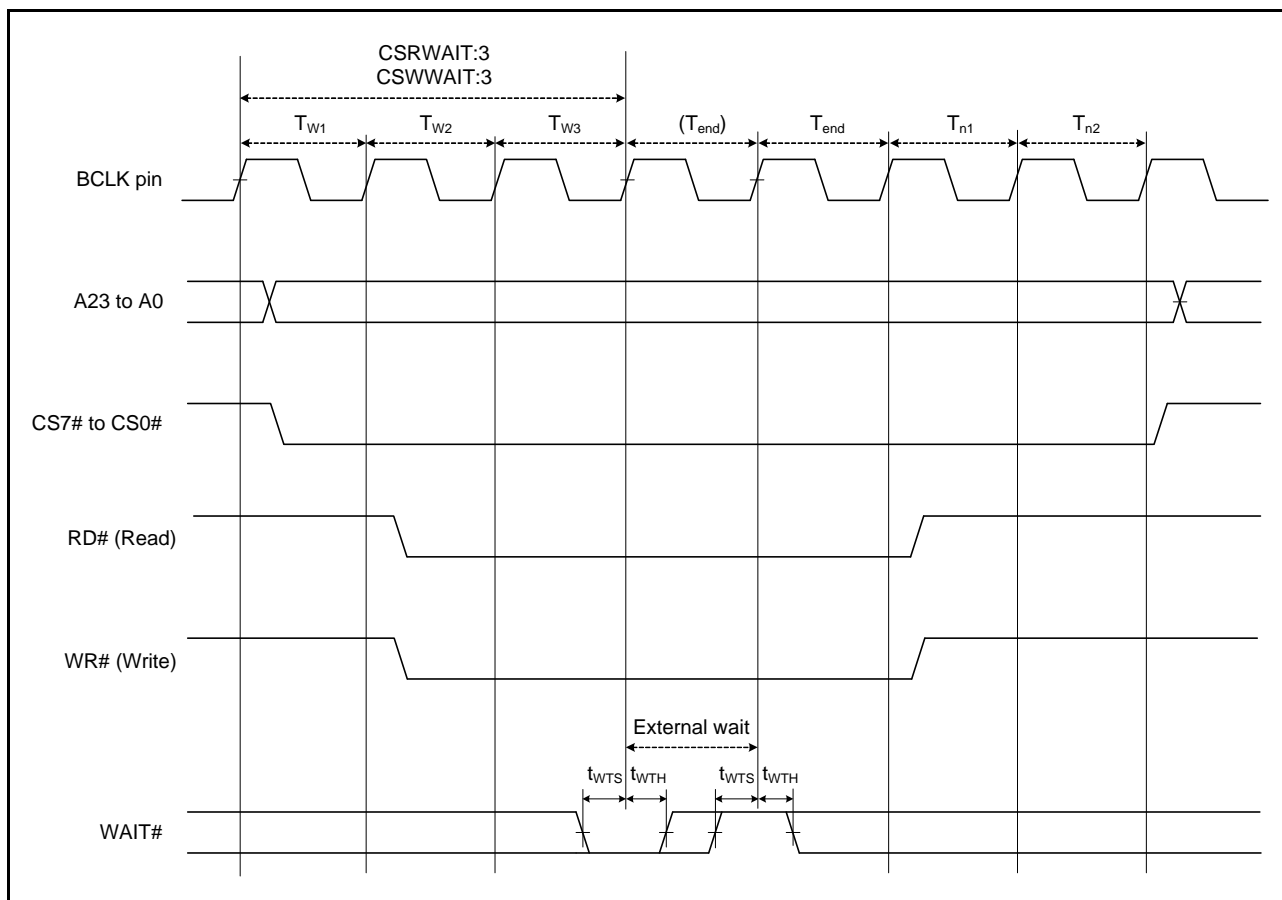 CSRWAIT:3
CSWWAIT:3
TW1 TW2 TW3 (Tend) Tend Tn1 Tn2
BCLK pin
A23 to A0
CS7# to CS0#
RD# (Read)
WR# (Write)
External wait
tWTS tWTH tWTS tWTH
WAIT#